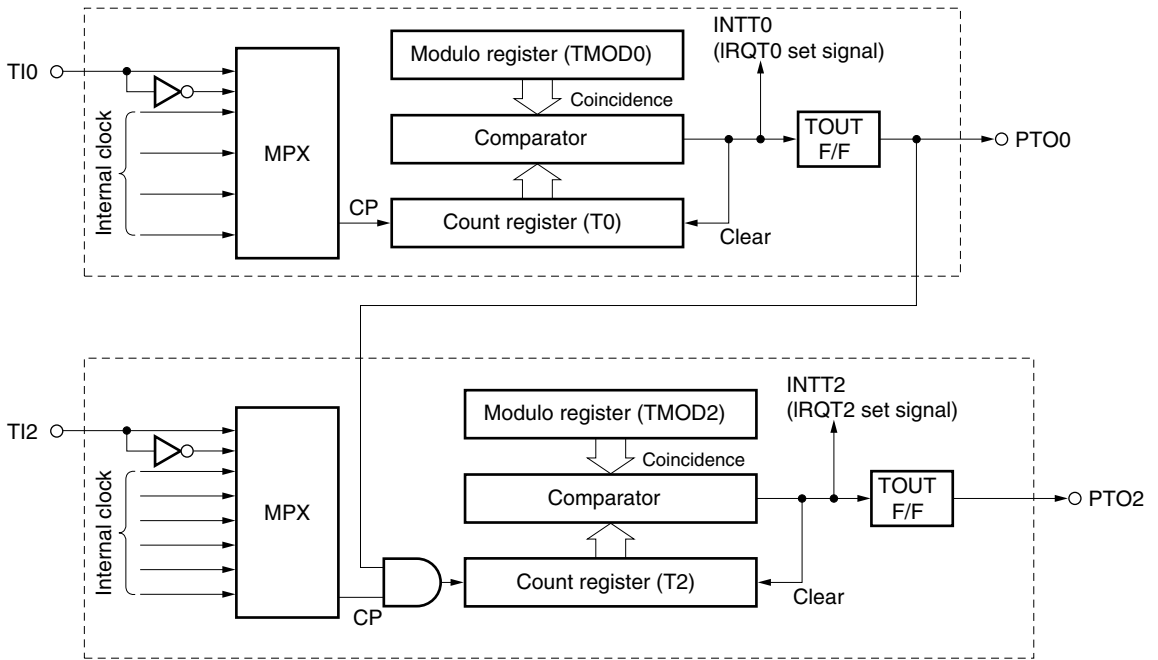 INTT0
(IRQT0 set signal)
Modulo register (TMOD0)
TI0
Coincidence
Internal clock
MPX
Comparator
TOUT
F/F
PTO0
CP
Count register (T0)
Clear
INTT2
(IRQT2 set signal)
Modulo register (TMOD2)
TI2
Coincidence
Internal clock
MPX
Comparator
TOUT
F/F
PTO2
CP
Count register (T2)
Clear